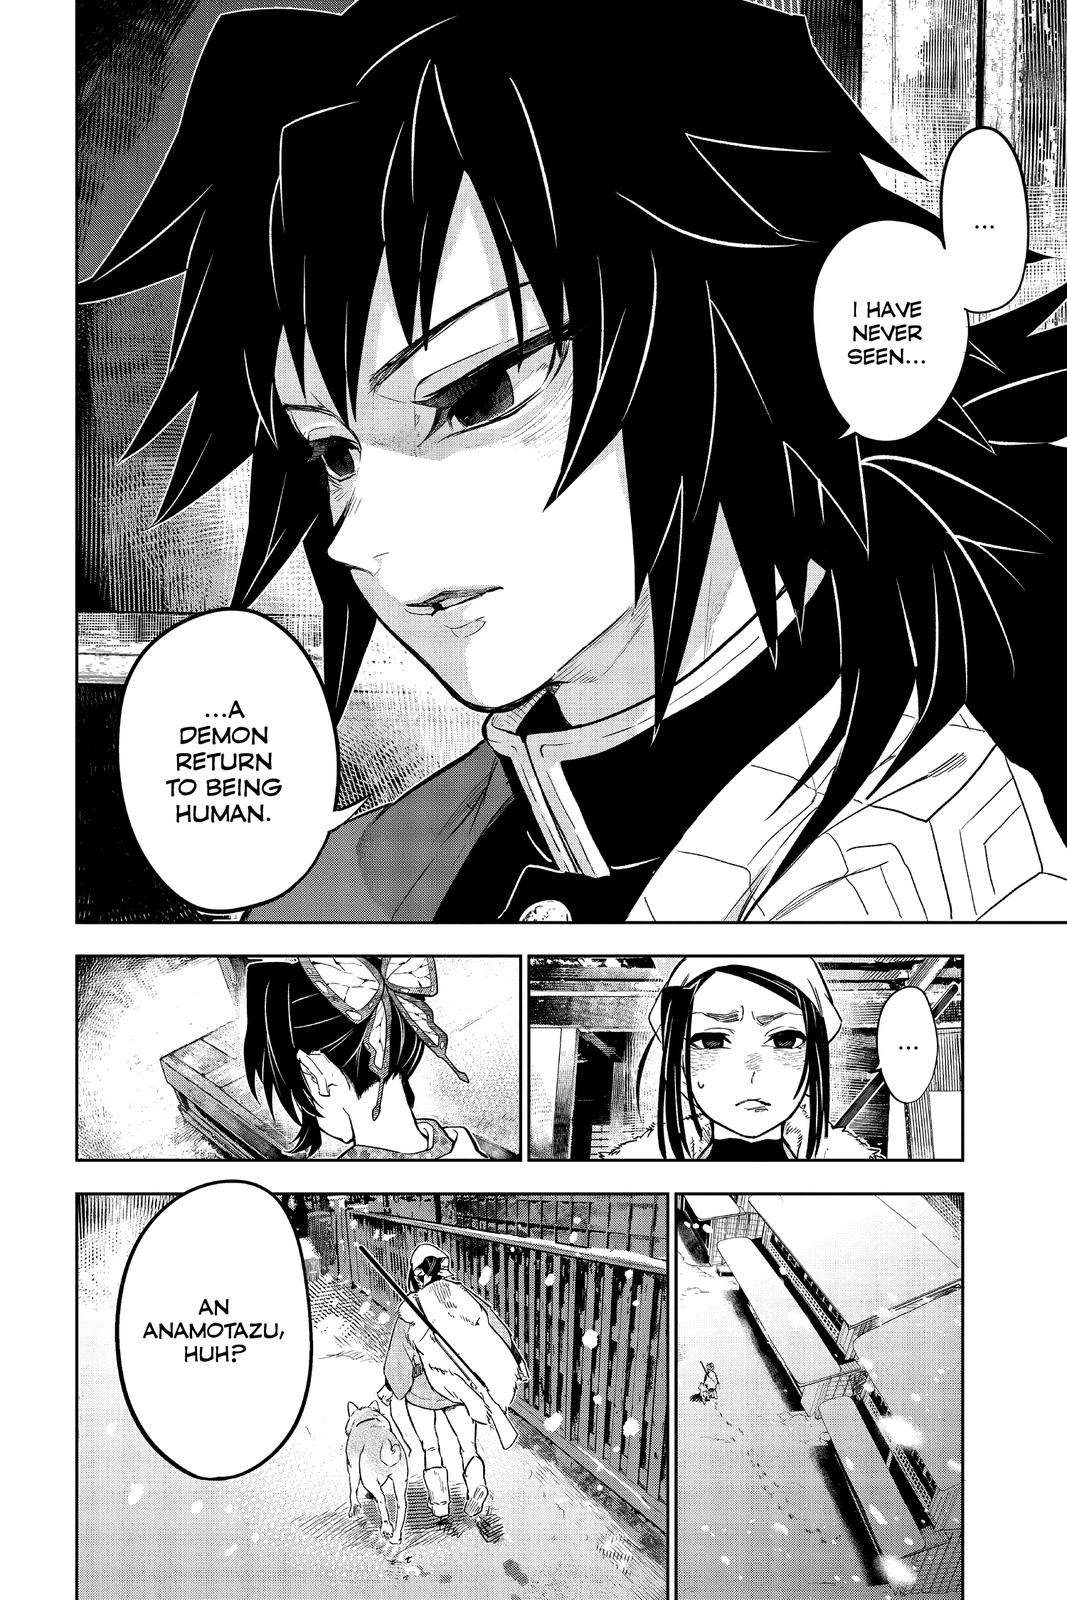 ...
I HAVE
NEVER
SEEN...
...A
DEMON
RETURN
TO BEING
HUMAN.
...
AN
ANAMOTAZU,
HUH?